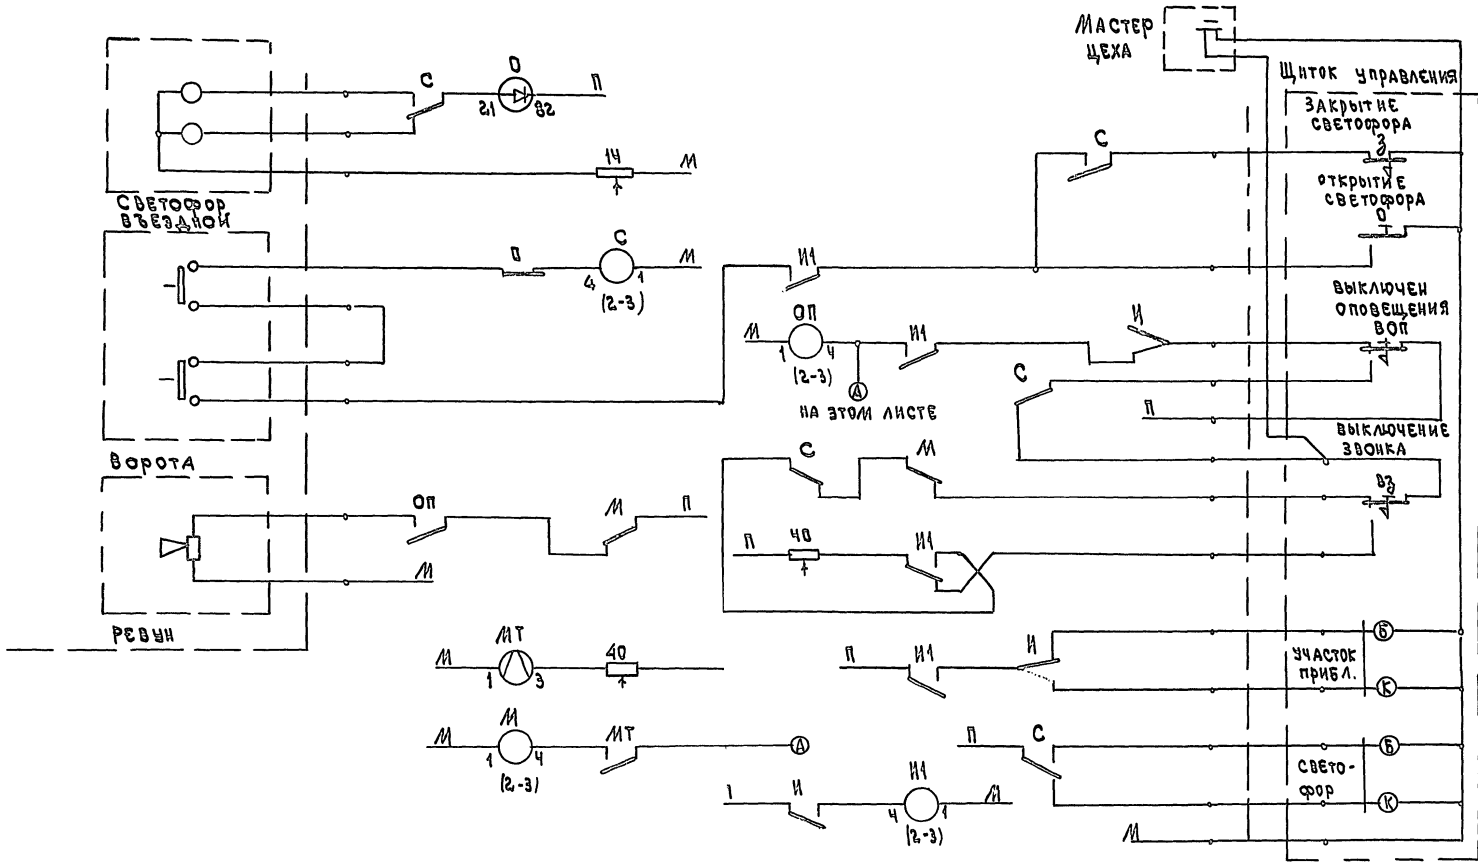 МАСТЕР
ЦЕХА
ЩИТОК УПРАВЛЕНИЯ
ЗАКРЫТИЕ
СВЕТОФОРА
З
ОТКРЫТИЕ
СВЕТОФОРА
О
С О П
21 82
14 М
С
СВЕТОФОР
ВЪЕЗДНОЙ
О С М
4 1
(2-3)
И1
ВЫКЛЮЧЕН
ОПОВЕЩЕНИЯ
ВОП
М ОП И1 И
1 4
(2-3)
А
НА ЭТОМ ЛИСТЕ
С
П
ВЫКЛЮЧЕНИЕ
ЗВОНКА
ВЗ
ВОРОТА
С М
ОП М П
М
П 40 И1
РЕВУН
М МТ 40
1 3
П И1 И
УЧАСТОК
ПРИБЛ.
Б
К
М М МТ А
1 4
(2-3)
П С
СВЕТО-
ФОР
Б
К
И И1 М
4 1
(2-3)
М